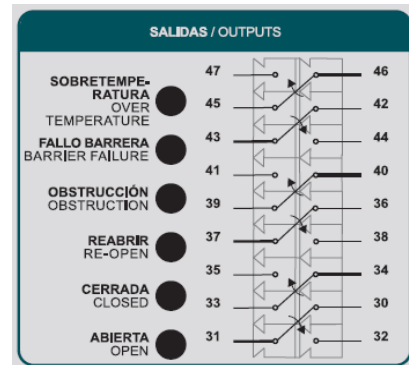 SALIDAS / OUTPUTS
47 46
SOBRETEMPE-
RATURA
OVER
TEMPERATURE
45 42
FALLO BARRERA
BARRIER FAILURE
43 44
41 40
OBSTRUCCIÓN
OBSTRUCTION
39 36
REABRIR
RE-OPEN
37 38
35 34
CERRADA
CLOSED
33 30
ABIERTA
OPEN
31 32